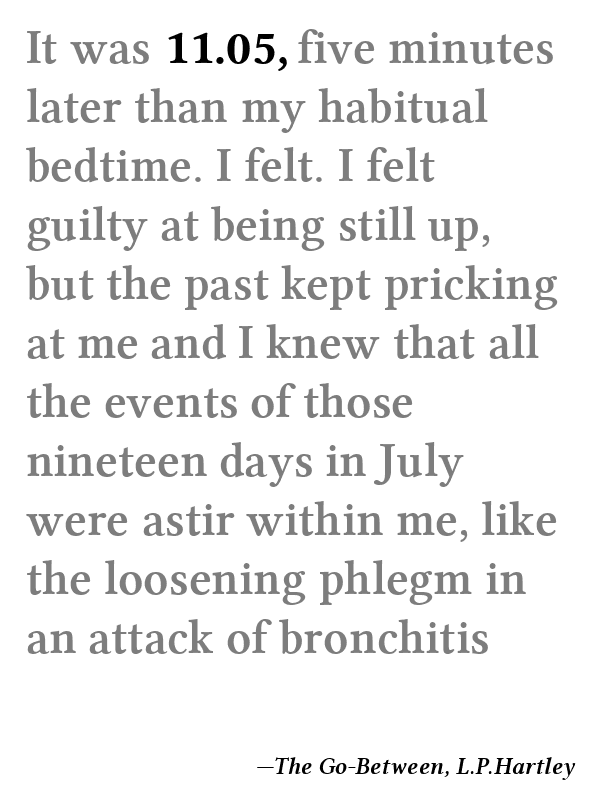 It was 11.05, five minutes
later than my habitual
bedtime. I felt. I felt
guilty at being still up,
but the past kept pricking
at me and I knew that all
the events of those
nineteen days in July
were astir within me, like
the loosening phlegm in
an attack of bronchitis
—The Go-Between, L.P.Hartley